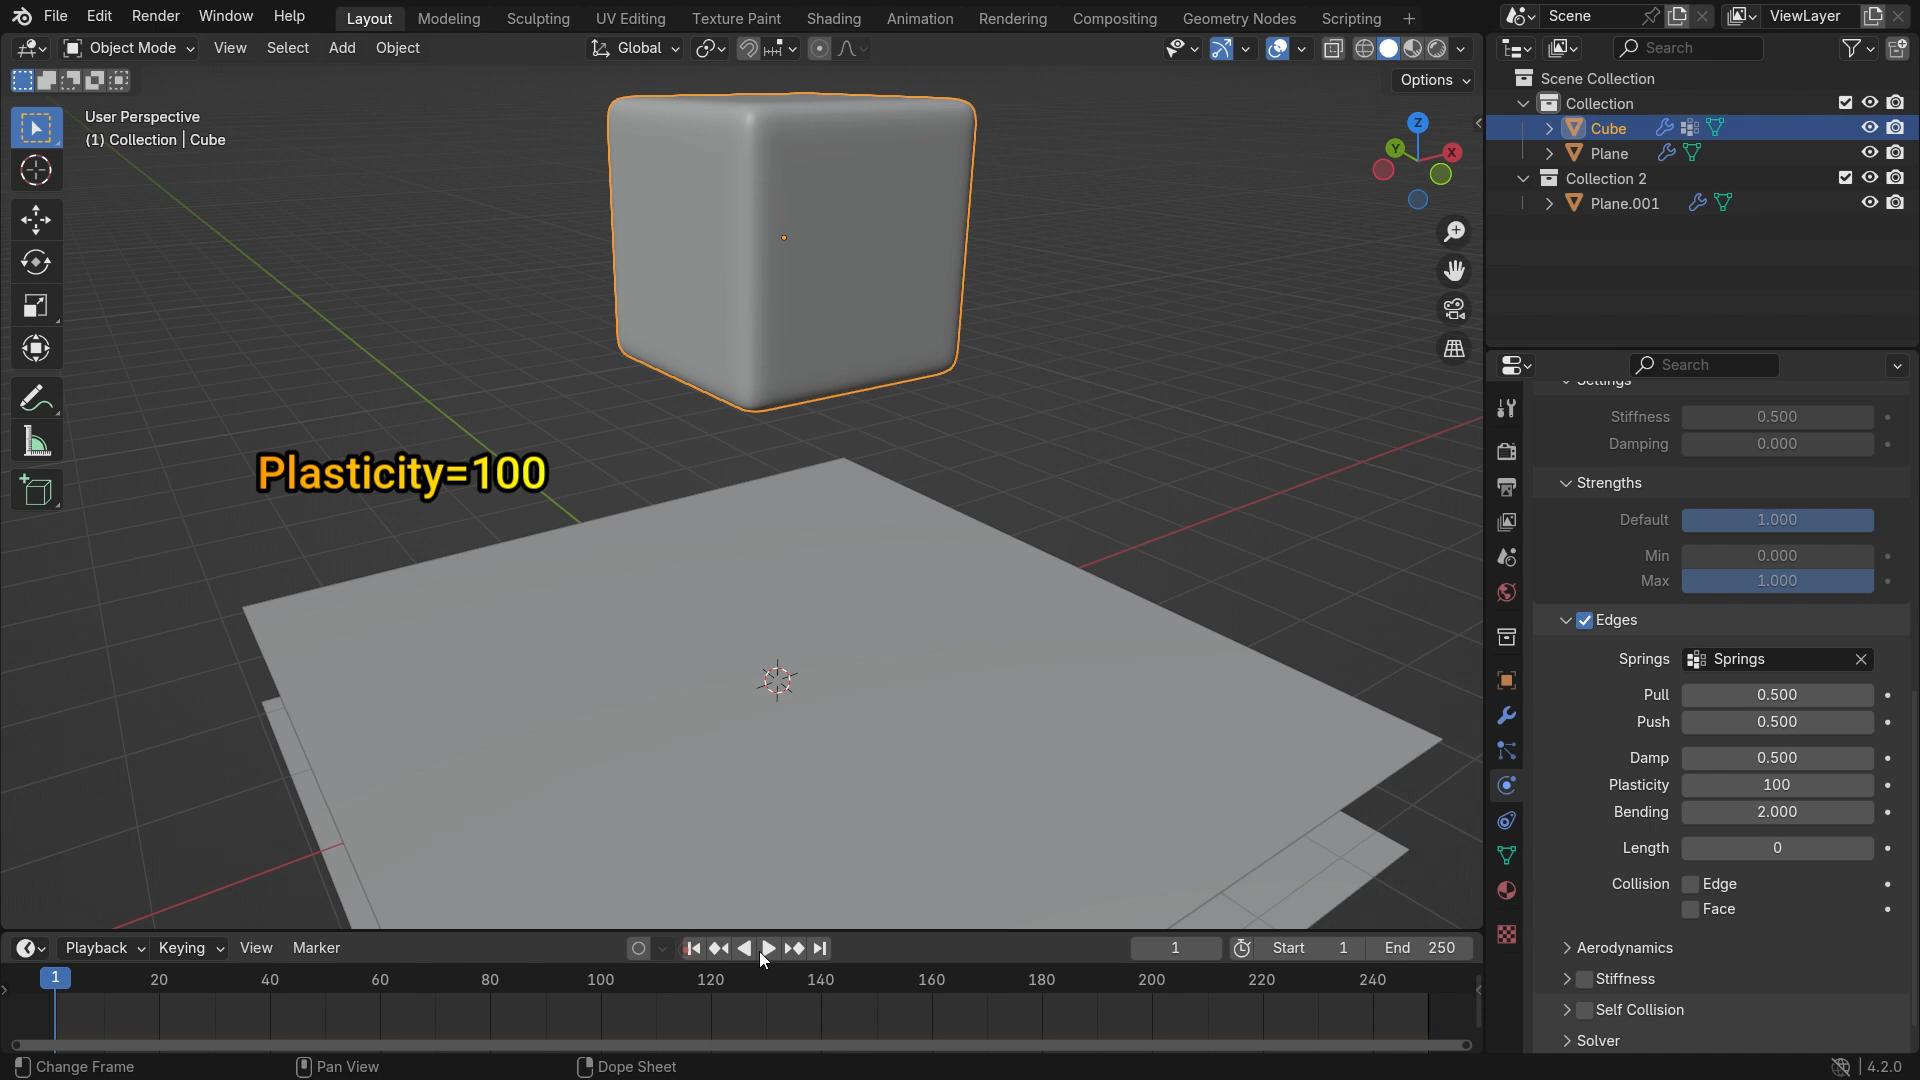 File Edit Render Window Help Layout Modeling Sculpting UV Editing Texture Paint Shading Animation Rendering Compositing Geometry Nodes Scripting + Scene ViewLayer
Object Mode View Select Add Object Global Search
Options
User Perspective
(1) Collection | Cube
Z
Y
X
Scene Collection
Collection
Cube
Plane
Collection 2
Plane.001
Search
Settings
Stiffness 0.500
Damping 0.000
Strengths
Default 1.000
Min 0.000
Max 1.000
Edges
Springs Springs
Pull 0.500
Push 0.500
Damp 0.500
Plasticity 100
Bending 2.000
Length 0
Collision Edge
Face
Aerodynamics
Stiffness
Self Collision
Solver
Plasticity=100
Playback Keying View Marker 1 Start 1 End 250
1 20 40 60 80 100 120 140 160 180 200 220 240
Change Frame Pan View Dope Sheet 4.2.0